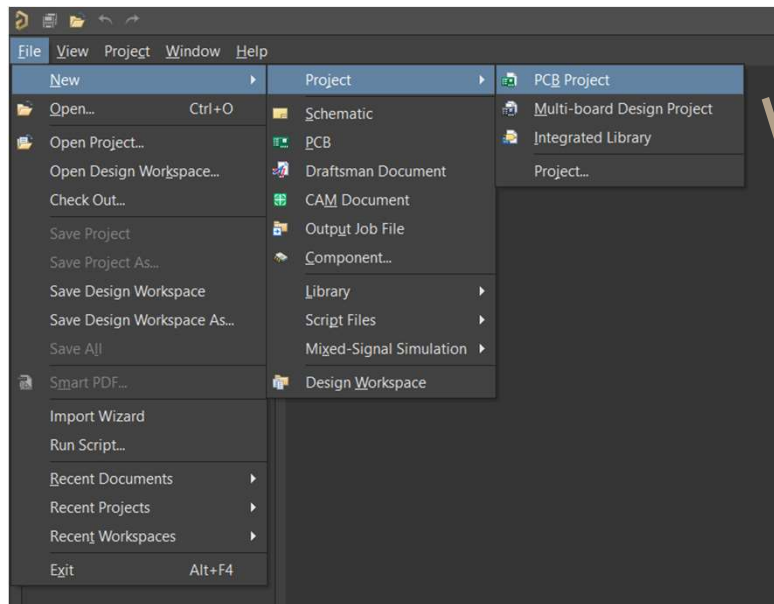 File View Project Window Help
New
Open... Ctrl+O
Open Project...
Open Design Workspace...
Check Out...
Save Project
Save Project As...
Save Design Workspace
Save Design Workspace As...
Save All
Smart PDF...
Import Wizard
Run Script...
Recent Documents
Recent Projects
Recent Workspaces
Exit Alt+F4
Project
Schematic
PCB
Draftsman Document
CAM Document
Output Job File
Component...
Library
Script Files
Mixed-Signal Simulation
Design Workspace
PCB Project
Multi-board Design Project
Integrated Library
Project...